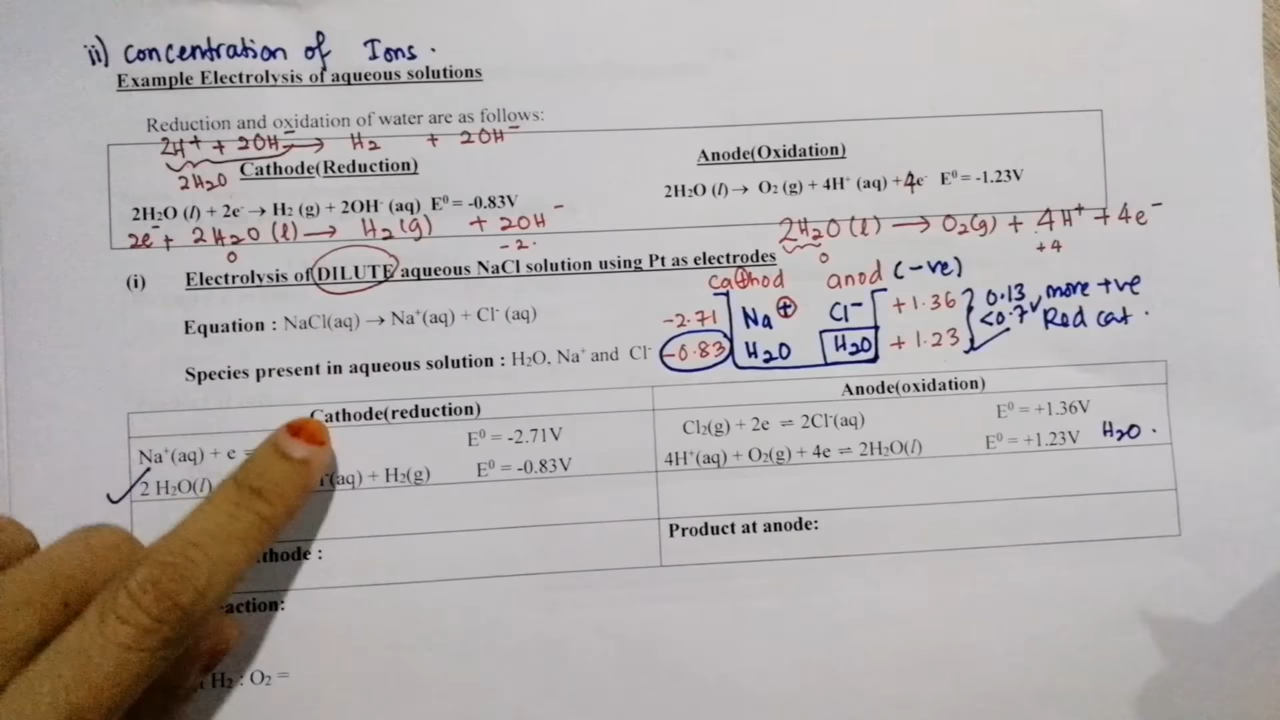 ii) Concentration of Ions.
Example Electrolysis of aqueous solutions
Reduction and oxidation of water are as follows:
2H⁺ + 2OH⁻ → H₂ + 2OH⁻
2H₂O
Cathode(Reduction)
Anode(Oxidation)
2H₂O (l) + 2e⁻ → H₂ (g) + 2OH⁻ (aq) E⁰ = -0.83V
2H₂O (l) → O₂ (g) + 4H⁺ (aq) + 4e⁻ E⁰ = -1.23V
2e⁻ + 2H₂O (l) → H₂(g) + 2OH⁻
0 -2.
2H₂O (l) → O₂(g) + 4H⁺ + 4e⁻
0 +4
(i) Electrolysis of DILUTE aqueous NaCl solution using Pt as electrodes
cathod anod (-ve)
Equation : NaCl(aq) → Na⁺(aq) + Cl⁻ (aq)
-2.71 Na⁺ Cl⁻ +1.36 0.13 more +ve
<0.7V Red cat.
Species present in aqueous solution : H₂O, Na⁺ and Cl⁻
-0.83 H₂O H₂O +1.23
Cathode(reduction)
Anode(oxidation)
Na⁺(aq) + e E⁰ = -2.71V
Cl₂(g) + 2e ⇌ 2Cl⁻(aq) E⁰ = +1.36V
2 H₂O(l) (aq) + H₂(g) E⁰ = -0.83V
4H⁺(aq) + O₂(g) + 4e ⇌ 2H₂O(l) E⁰ = +1.23V H₂O.
thode :
Product at anode:
action:
H₂ : O₂ =